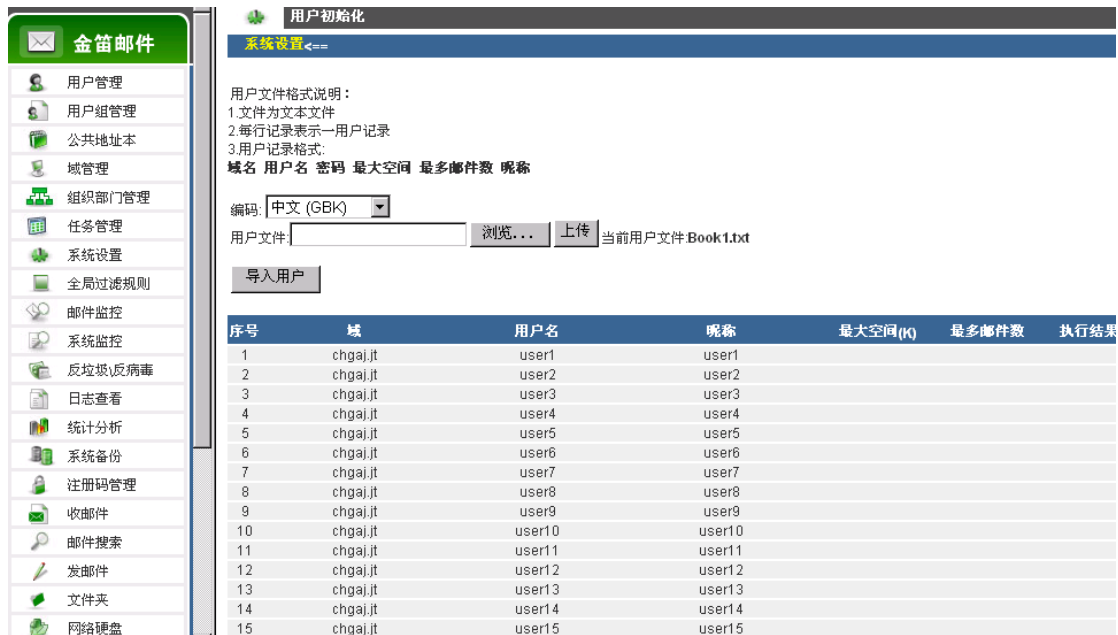 金笛邮件
用户管理
用户组管理
公共地址本
域管理
组织部门管理
任务管理
系统设置
全局过滤规则
邮件监控
系统监控
反垃圾\反病毒
日志查看
统计分析
系统备份
注册码管理
收邮件
邮件搜索
发邮件
文件夹
网络硬盘
用户初始化
系统设置<==
用户文件格式说明：
1.文件为文本文件
2.每行记录表示一用户记录
3.用户记录格式:
域名 用户名 密码 最大空间 最多邮件数 昵称
编码: 中文 (GBK)
用户文件: 浏览... 上传 当前用户文件:Book1.txt
导入用户
序号 域 用户名 昵称 最大空间(K) 最多邮件数 执行结果
1 chgaj.jt user1 user1
2 chgaj.jt user2 user2
3 chgaj.jt user3 user3
4 chgaj.jt user4 user4
5 chgaj.jt user5 user5
6 chgaj.jt user6 user6
7 chgaj.jt user7 user7
8 chgaj.jt user8 user8
9 chgaj.jt user9 user9
10 chgaj.jt user10 user10
11 chgaj.jt user11 user11
12 chgaj.jt user12 user12
13 chgaj.jt user13 user13
14 chgaj.jt user14 user14
15 chgaj.jt user15 user15